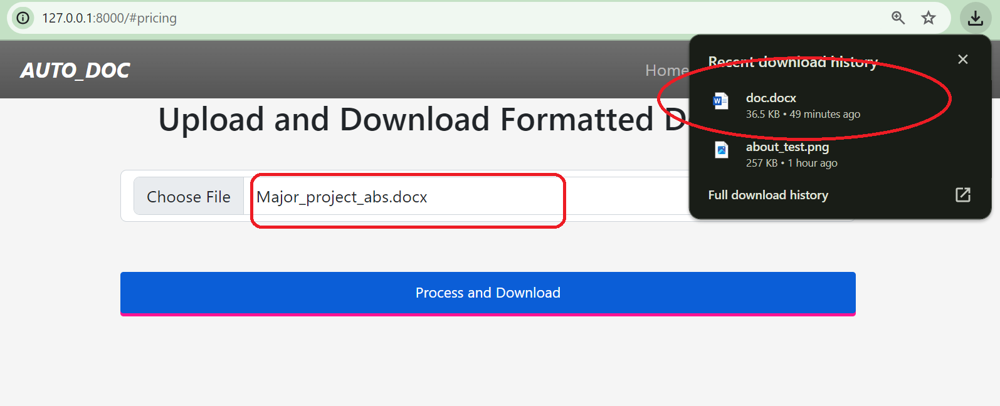 127.0.0.1:8000/#pricing
AUTO_DOC
Home
Recent download history
doc.docx
36.5 KB • 49 minutes ago
about_test.png
257 KB • 1 hour ago
Full download history
Upload and Download Formatted D
Choose File
Major_project_abs.docx
Process and Download